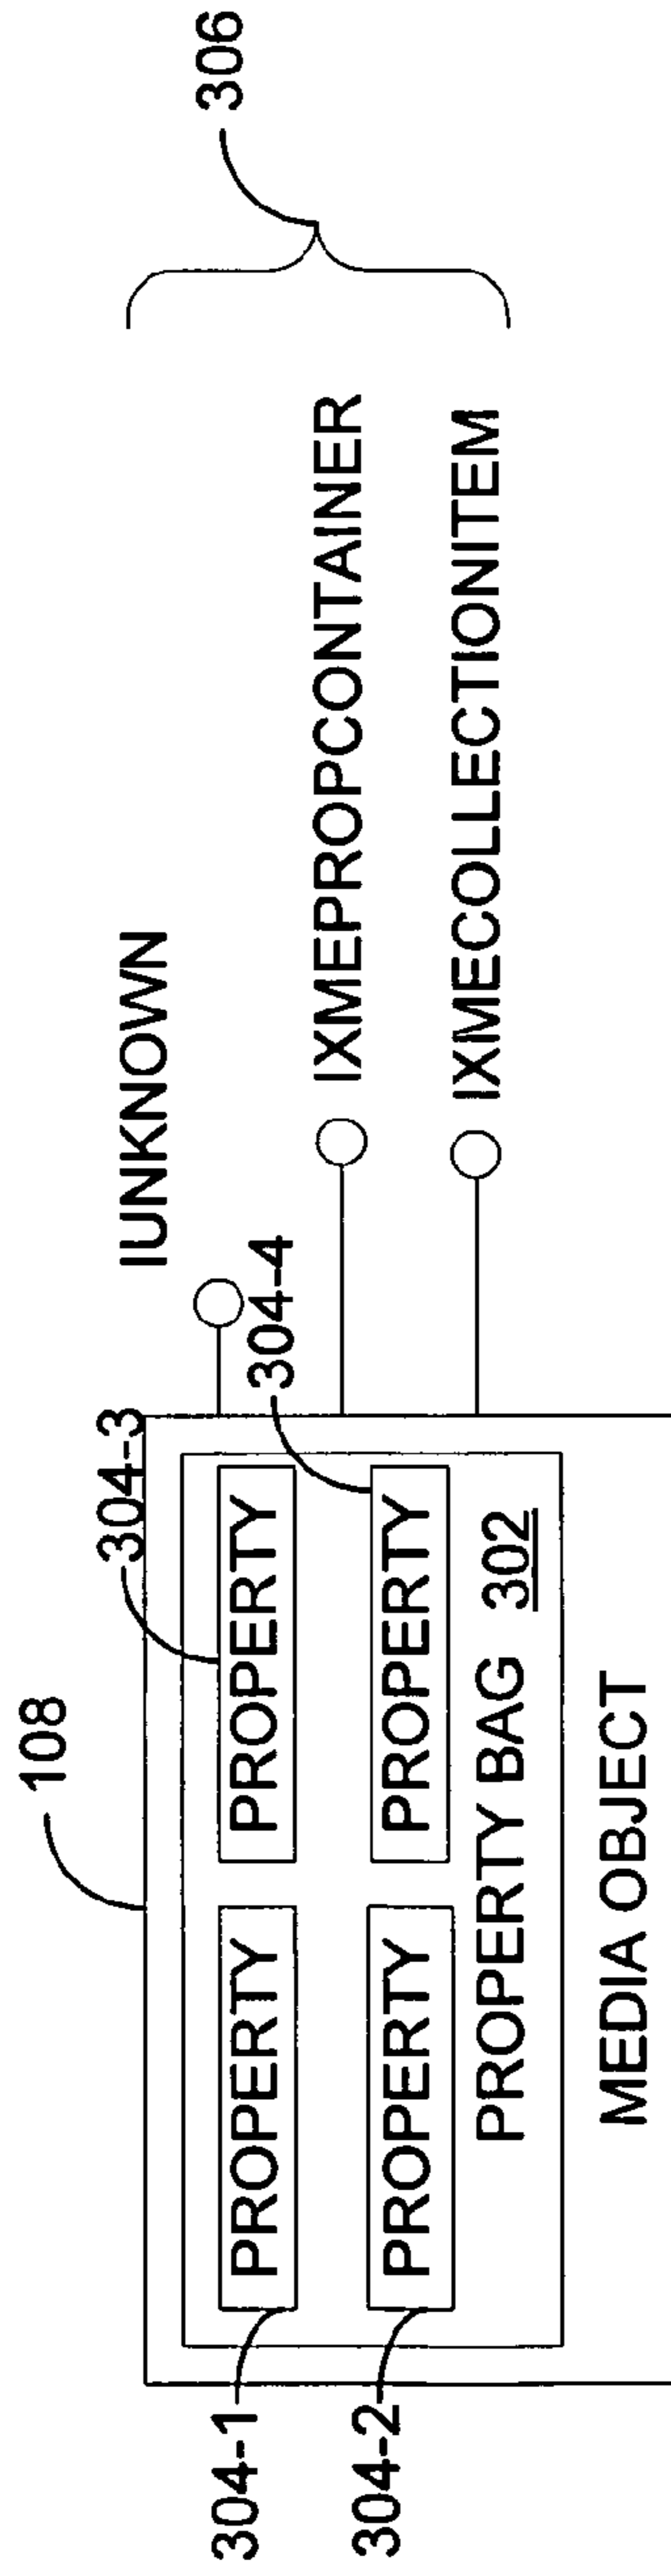 108
304-3
IUNKNOWN
306
304-1
PROPERTY
PROPERTY
304-4
IXMEPROPCONTAINER
304-2
PROPERTY
PROPERTY
IXMECOLLECTIONITEM
PROPERTY BAG 302
MEDIA OBJECT